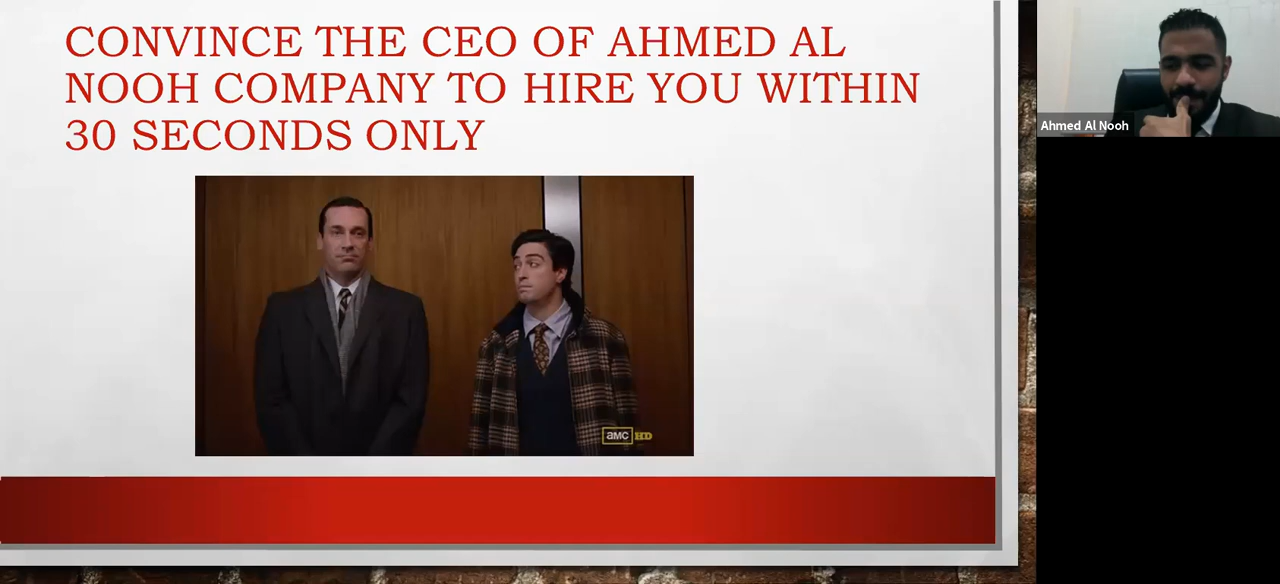 CONVINCE THE CEO OF AHMED AL
NOOH COMPANY TO HIRE YOU WITHIN
30 SECONDS ONLY
Ahmed Al Nooh
amc HD